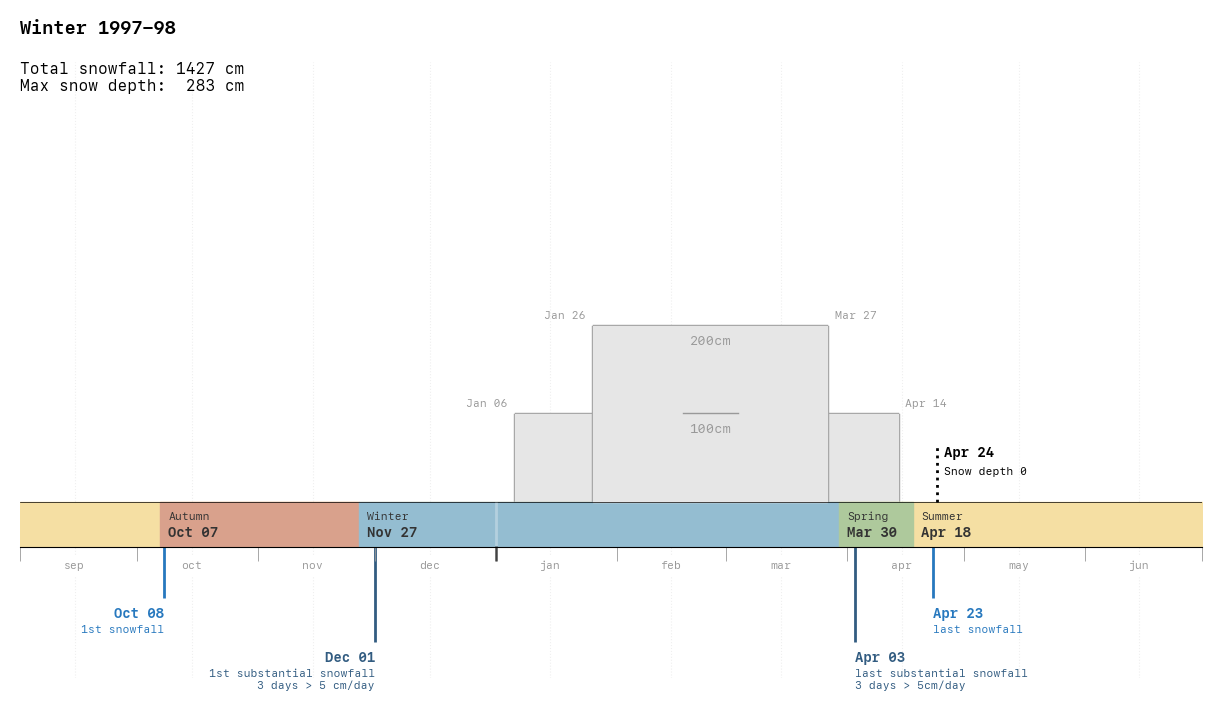 Winter 1997–98
Total snowfall: 1427 cm
Max snow depth:  283 cm
Jan 26
Mar 27
200cm
Jan 06
Apr 14
100cm
Apr 24
Snow depth 0
Autumn
Oct 07
Winter
Nov 27
Spring
Mar 30
Summer
Apr 18
sep oct nov dec jan feb mar apr may jun
Oct 08
1st snowfall
Apr 23
last snowfall
Dec 01
1st substantial snowfall
3 days > 5 cm/day
Apr 03
last substantial snowfall
3 days > 5cm/day